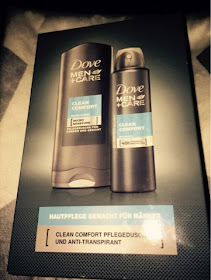 Dove
MEN
+CARE
CLEAN
COMFORT
Dove
MEN
+CARE
CLEAN
COMFORT
HAUTPFLEGE GEMACHT FÜR MÄNNER
CLEAN COMFORT PFLEGEDUSCHE
UND ANTI-TRANSPIRANT